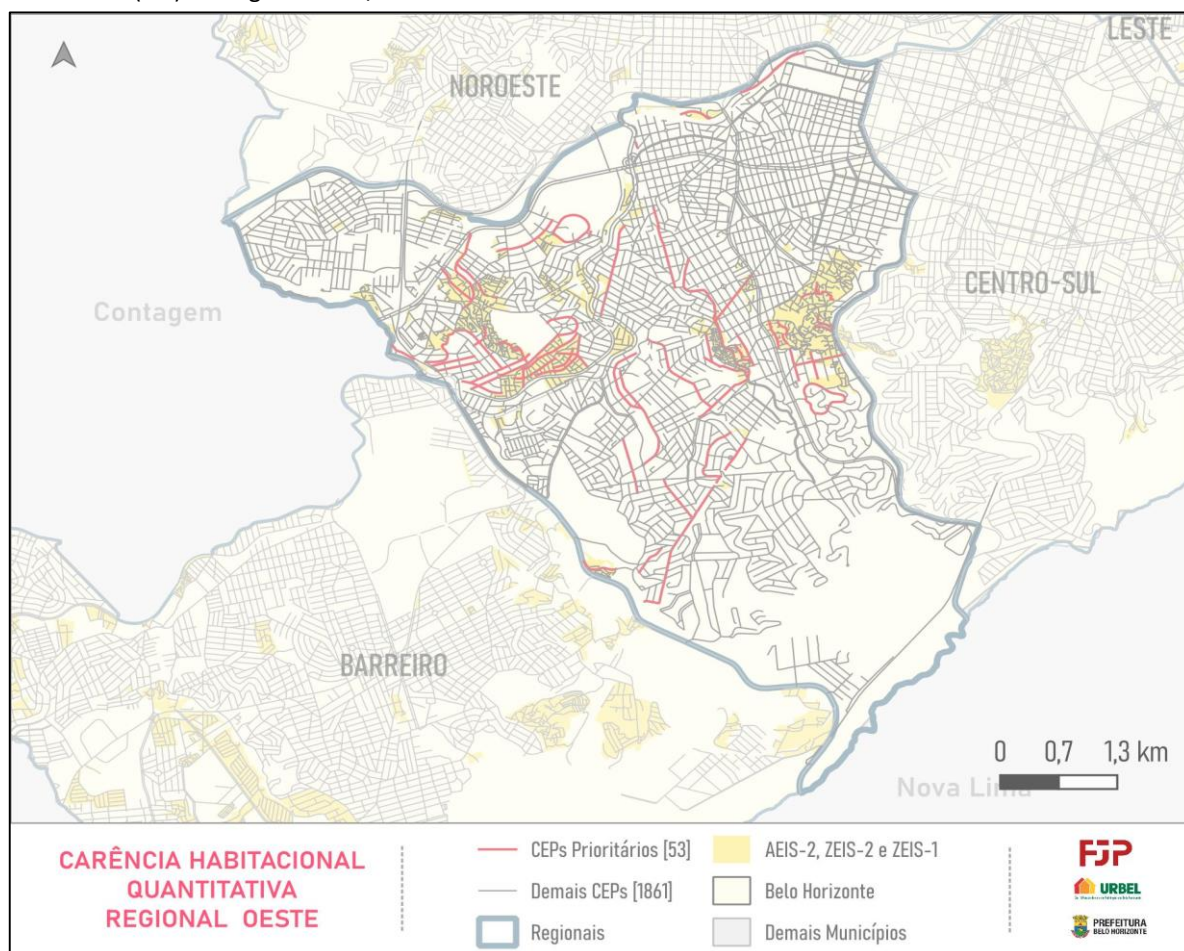 LESTE
NOROESTE
CENTRO-SUL
Contagem
BARREIRO
0 0,7 1,3 km
Nova Lima
CARÊNCIA HABITACIONAL
QUANTITATIVA
REGIONAL OESTE
CEPs Prioritários [53]
Demais CEPs [1861]
Regionais
AEIS-2, ZEIS-2 e ZEIS-1
Belo Horizonte
Demais Municípios
FJP
URBEL
PREFEITURA
BELO HORIZONTE